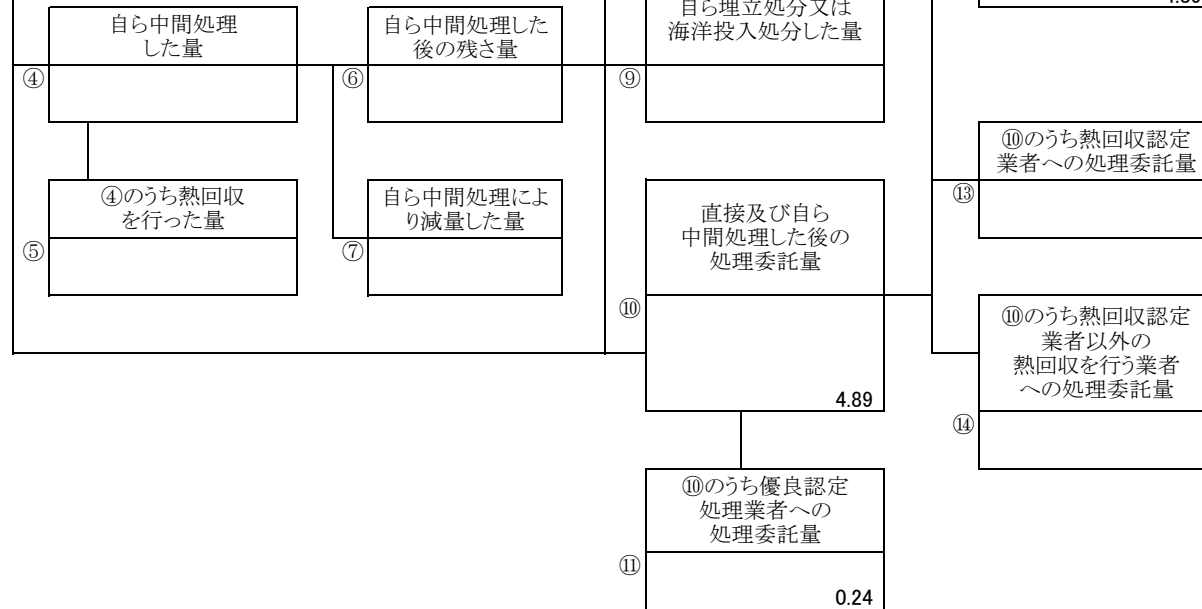 自ら中間処理
した量
④
自ら中間処理した
後の残さ量
⑥
自ら埋立処分又は
海洋投入処分した量
⑨
④のうち熱回収
を行った量
⑤
自ら中間処理によ
り減量した量
⑦
直接及び自ら
中間処理した後の
処理委託量
⑩
4.89
⑩のうち優良認定
処理業者への
処理委託量
⑪
0.24
⑩のうち熱回収認定
業者への処理委託量
⑬
⑩のうち熱回収認定
業者以外の
熱回収を行う業者
への処理委託量
⑭